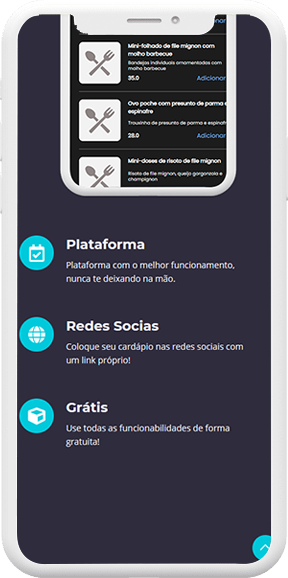 Adicionar
Mini-folhado de file mignon com
molho barbecue
Bandejas individuais ornamentadas com
molho barbecue
35.0
Adicionar
Ovo poche com presunto de parma e
espinafre
Trouxinha de presunto de parma e espinafr
28.0
Adicionar
Mini-doses de risoto de file mignon
Risoto de file mignon, queijo gorgonzola e
champignon
Plataforma
Plataforma com o melhor funcionamento,
nunca te deixando na mão.
Redes Socias
Coloque seu cardápio nas redes sociais com
um link próprio!
Grátis
Use todas as funcionabilidades de forma
gratuita!